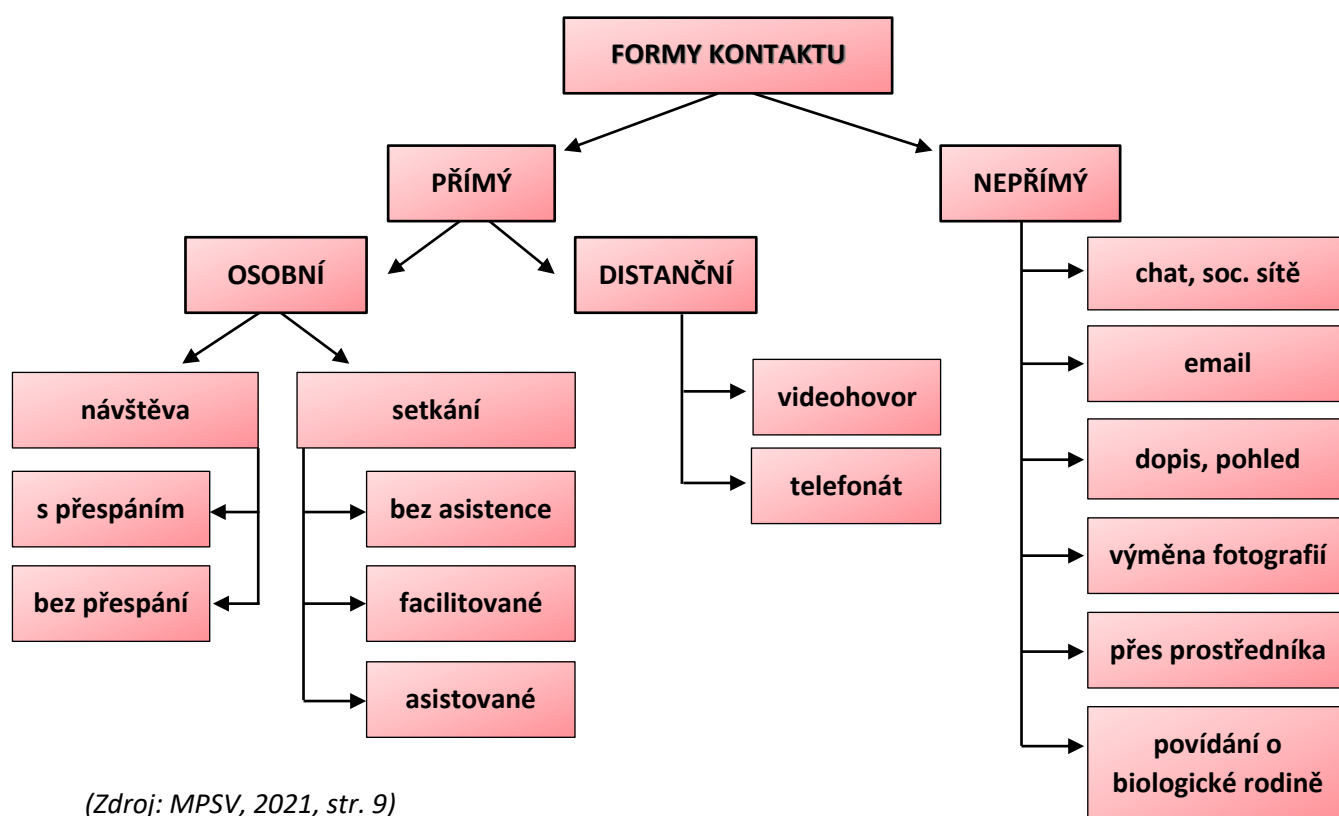 FORMY KONTAKTU
PŘÍMÝ
NEPŘÍMÝ
OSOBNÍ
DISTANČNÍ
návštěva
s přespáním
bez přespání
setkání
bez asistence
facilitované
asistované
videohovor
telefonát
chat, soc. sítě
email
dopis, pohled
výměna fotografií
přes prostředníka
povídání o
biologické rodině
(Zdroj: MPSV, 2021, str. 9)